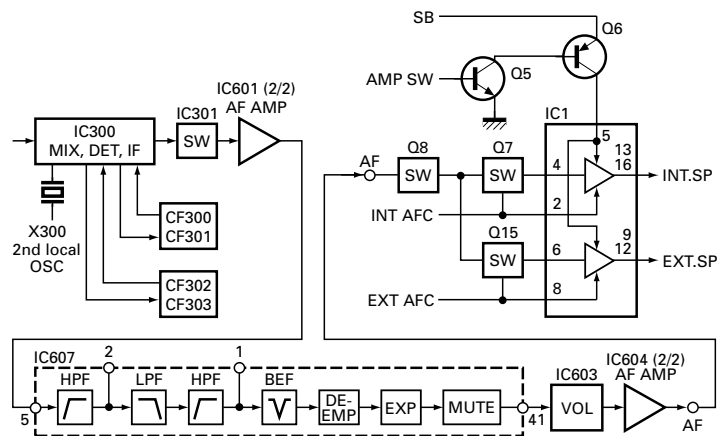 SB
Q6
Q5
AMP SW
IC601 (2/2)
AF AMP
IC301
SW
IC300
MIX, DET, IF
X300
2nd local
OSC
CF300
CF301
CF302
CF303
IC1
5
13
16
INT.SP
AF
Q8
SW
Q7
SW
4
2
INT AFC
Q15
SW
6
9
12
EXT.SP
8
EXT AFC
IC607
2
1
HPF
LPF
HPF
BEF
DE-
EMP
EXP
MUTE
5
41
IC603
VOL
IC604 (2/2)
AF AMP
AF